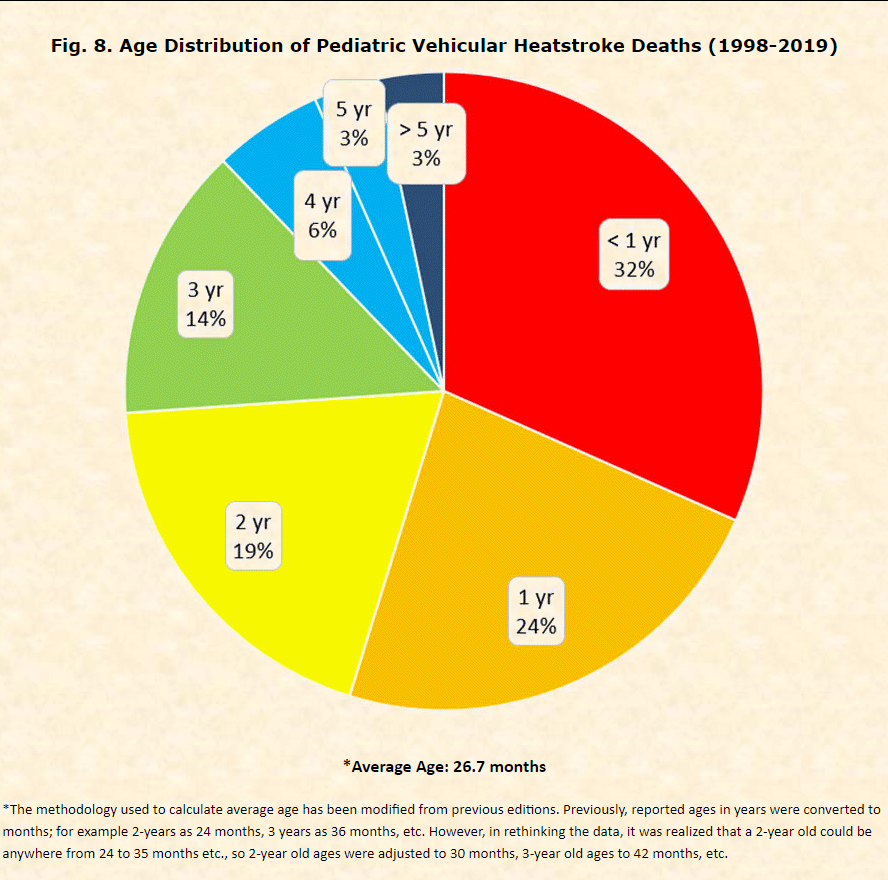 Fig. 8. Age Distribution of Pediatric Vehicular Heatstroke Deaths (1998-2019)
5 yr
3%
> 5 yr
3%
4 yr
6%
< 1 yr
32%
3 yr
14%
2 yr
19%
1 yr
24%
*Average Age: 26.7 months
*The methodology used to calculate average age has been modified from previous editions. Previously, reported ages in years were converted to
months; for example 2-years as 24 months, 3 years as 36 months, etc. However, in rethinking the data, it was realized that a 2-year old could be
anywhere from 24 to 35 months etc., so 2-year old ages were adjusted to 30 months, 3-year old ages to 42 months, etc.